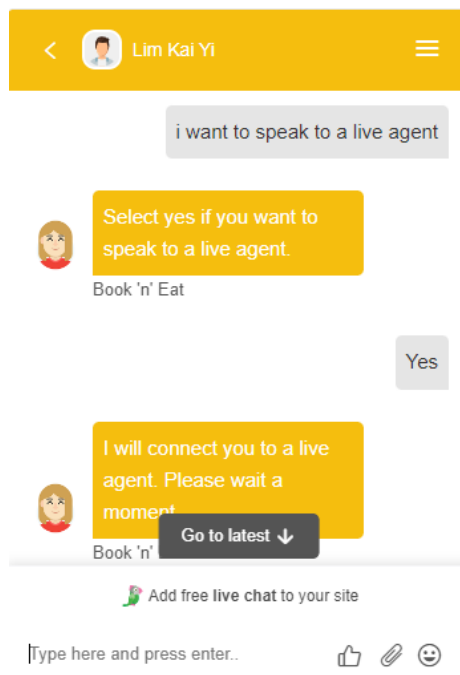 Lim Kai Yi
i want to speak to a live agent
Select yes if you want to
speak to a live agent.
Book 'n' Eat
Yes
I will connect you to a live
agent. Please wait a
moment
Go to latest
Book 'n'
Add free live chat to your site
Type here and press enter..